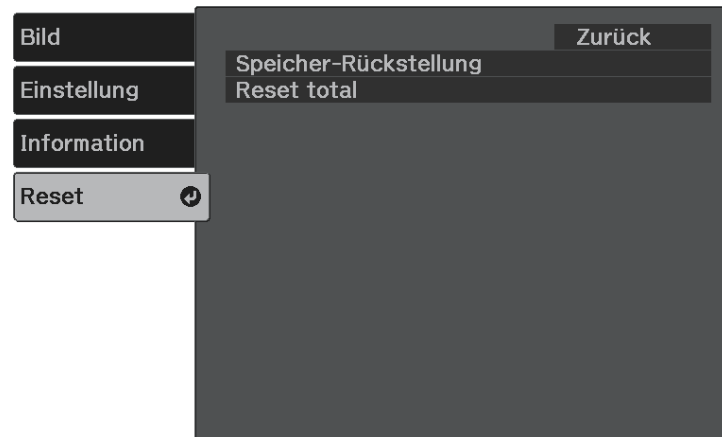 Bild
Einstellung
Information
Reset
Zurück
Speicher-Rückstellung
Reset total